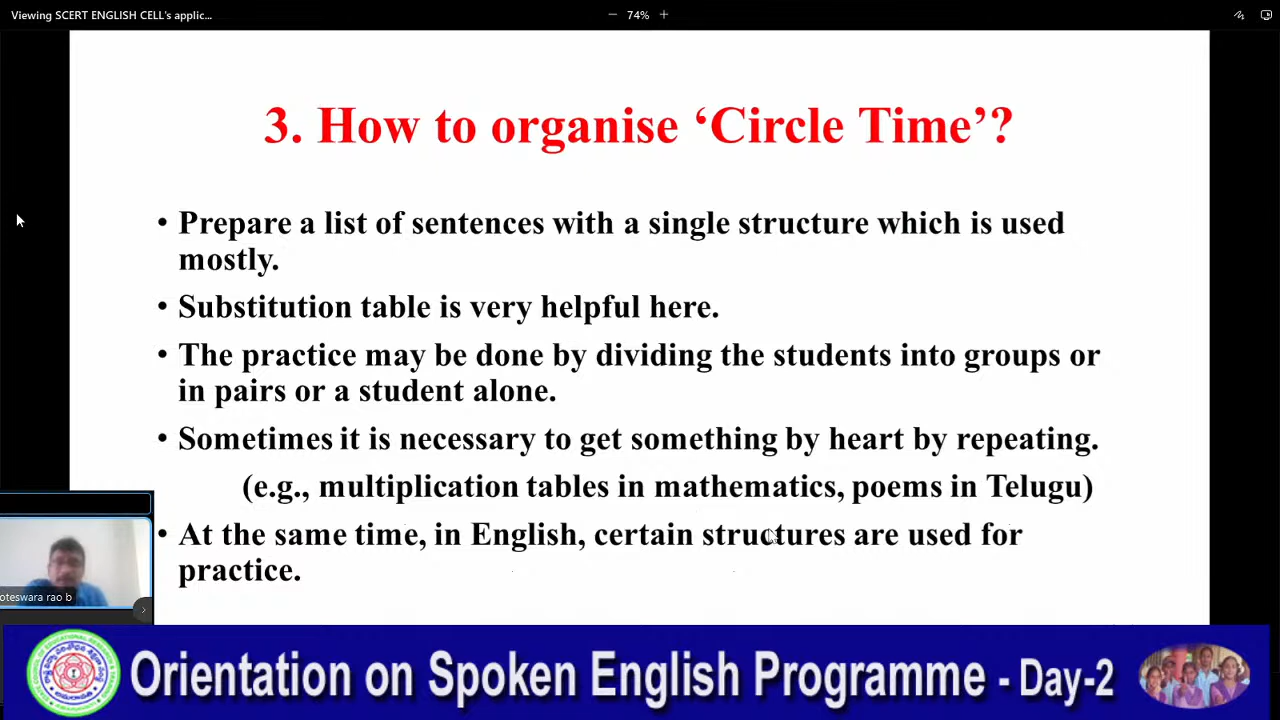 Viewing SCERT ENGLISH CELL's applic...
74%
3. How to organise ‘Circle Time’?
• Prepare a list of sentences with a single structure which is used
mostly.
• Substitution table is very helpful here.
• The practice may be done by dividing the students into groups or
in pairs or a student alone.
• Sometimes it is necessary to get something by heart by repeating.
(e.g., multiplication tables in mathematics, poems in Telugu)
• At the same time, in English, certain structures are used for
practice.
oteswara rao b
Orientation on Spoken English Programme - Day-2